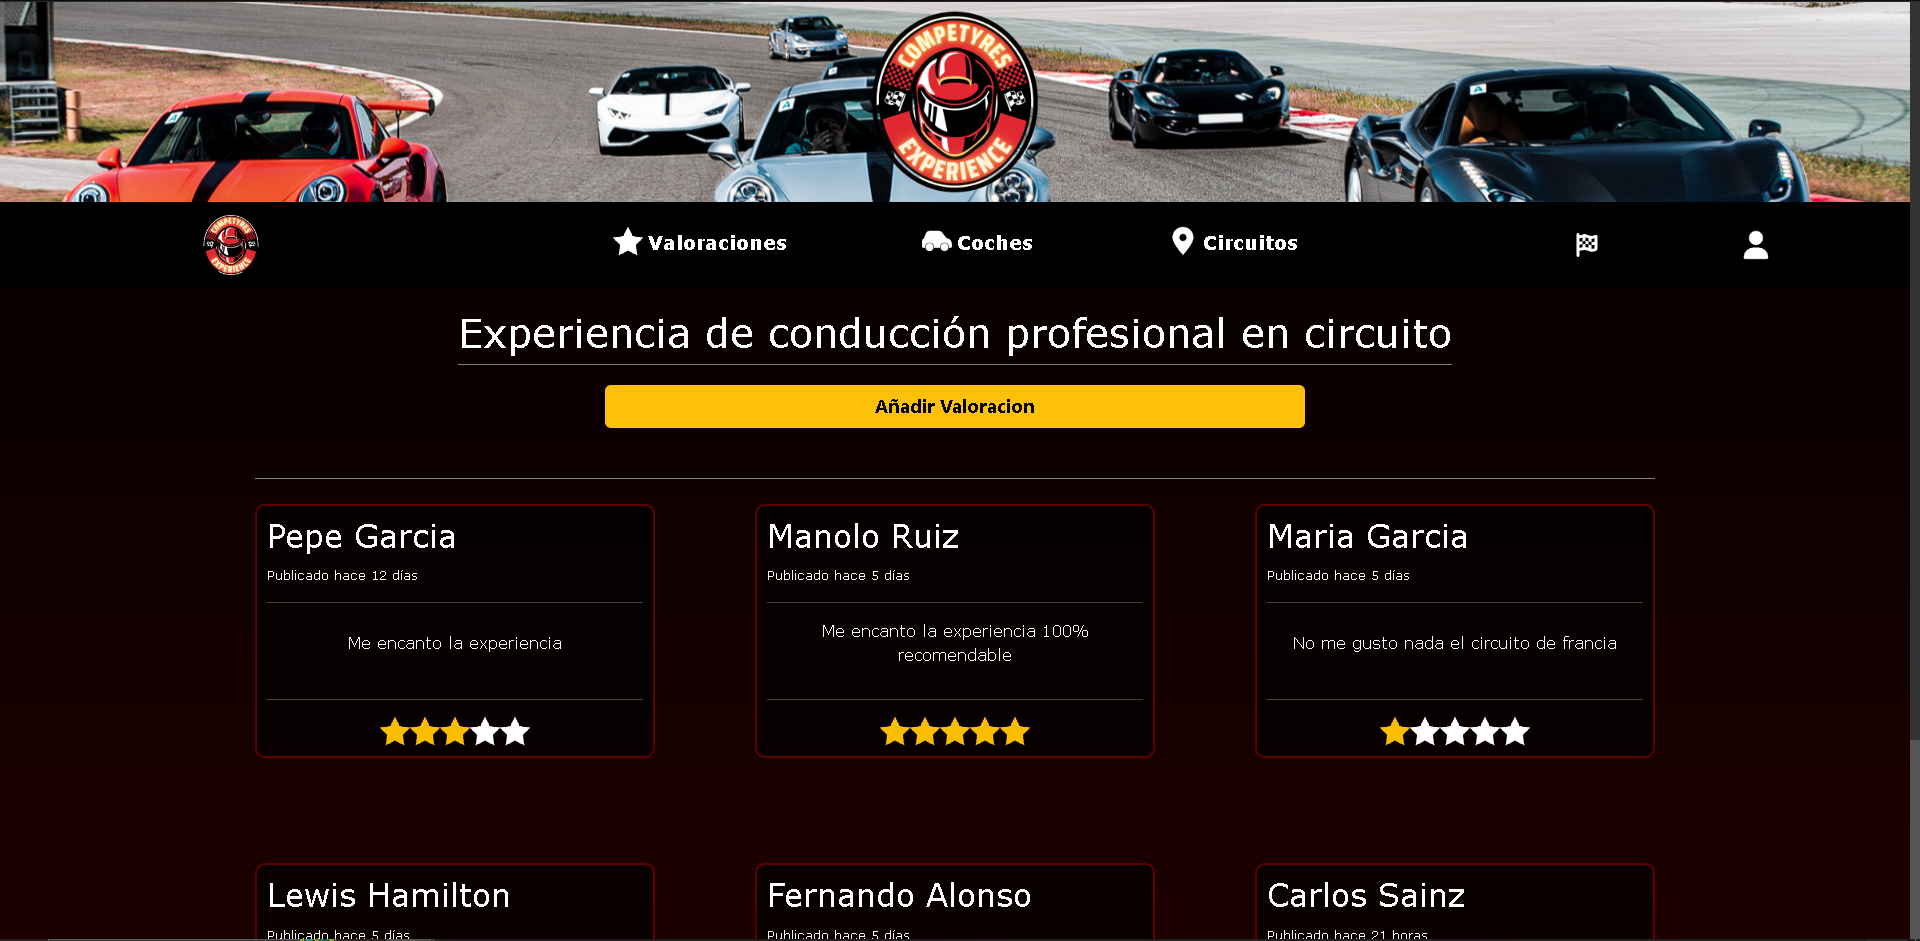 COMPETYRES
EXPERIENCE
COMPETYRES
EXPERIENCE
Valoraciones
Coches
Circuitos
Experiencia de conducción profesional en circuito
Añadir Valoracion
Pepe Garcia
Publicado hace 12 días
Me encanto la experiencia
Manolo Ruiz
Publicado hace 5 días
Me encanto la experiencia 100%
recomendable
Maria Garcia
Publicado hace 5 días
No me gusto nada el circuito de francia
Lewis Hamilton
Publicado hace 5 días
Fernando Alonso
Publicado hace 5 días
Carlos Sainz
Publicado hace 21 horas